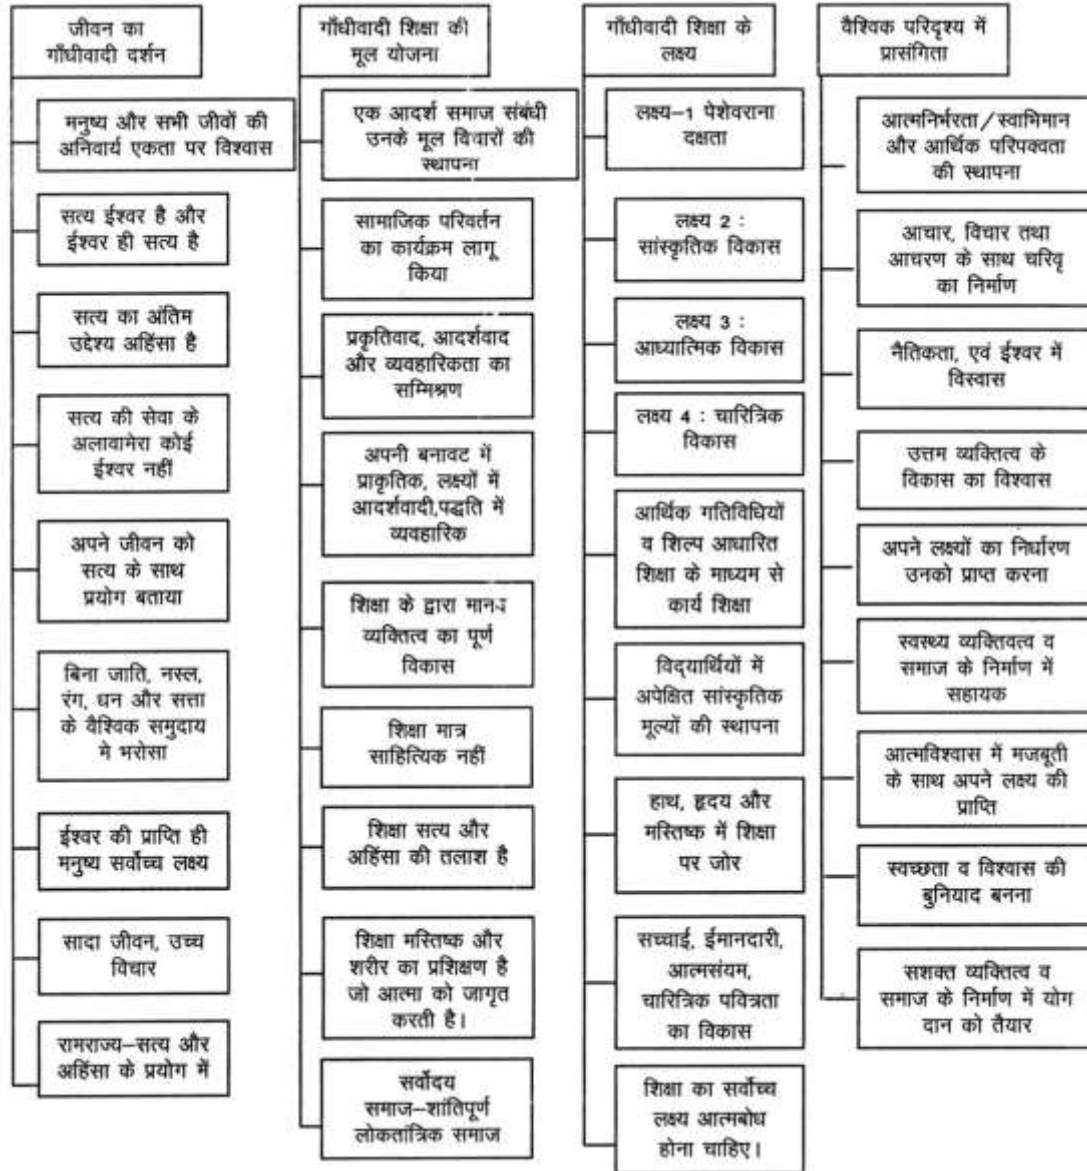 जीवन का
गाँधीवादी दर्शन
मनुष्य और सभी जीवों की
अनिवार्य एकता पर विश्वास
सत्य ईश्वर है और
ईश्वर ही सत्य है
सत्य का अंतिम
उद्देश्य अहिंसा है
सत्य की सेवा के
अलावामेरा कोई
ईश्वर नहीं
अपने जीवन को
सत्य के साथ
प्रयोग बताया
बिना जाति, नस्ल,
रंग, धन और सत्ता
के वैश्विक समुदाय
मे भरोसा
ईश्वर की प्राप्ति ही
मनुष्य सर्वोच्च लक्ष्य
सादा जीवन, उच्च
विचार
रामराज्य–सत्य और
अहिंसा के प्रयोग में
गाँधीवादी शिक्षा की
मूल योजना
एक आदर्श समाज संबंधी
उनके मूल विचारों की
स्थापना
सामाजिक परिवर्तन
का कार्यक्रम लागू
किया
प्रकृतिवाद, आदर्शवाद
और व्यवहारिकता का
सम्मिश्रण
अपनी बनावट में
प्राकृतिक, लक्ष्यों में
आदर्शवादी,पद्धति में
व्यवहारिक
शिक्षा के द्वारा मानव
व्यक्तित्व का पूर्ण
विकास
शिक्षा मात्र
साहित्यिक नहीं
शिक्षा सत्य और
अहिंसा की तलाश है
शिक्षा मस्तिष्क और
शरीर का प्रशिक्षण है
जो आत्मा को जागृत
करती है।
सर्वोदय
समाज–शांतिपूर्ण
लोकतांत्रिक समाज
गाँधीवादी शिक्षा के
लक्ष्य
लक्ष्य–1 पेशेवराना
दक्षता
लक्ष्य 2 :
सांस्कृतिक विकास
लक्ष्य 3 :
आध्यात्मिक विकास
लक्ष्य 4 : चारित्रिक
विकास
आर्थिक गतिविधियों
व शिल्प आधारित
शिक्षा के माध्यम से
कार्य शिक्षा
विद्यार्थियों में
अपेक्षित सांस्कृतिक
मूल्यों की स्थापना
हाथ, हृदय और
मस्तिष्क में शिक्षा
पर जोर
सच्चाई, ईमानदारी,
आत्मसंयम,
चारित्रिक पवित्रता
का विकास
शिक्षा का सर्वोच्च
लक्ष्य आत्मबोध
होना चाहिए।
वैश्विक परिदृश्य में
प्रासंगिता
आत्मनिर्भरता/स्वाभिमान
और आर्थिक परिपक्वता
की स्थापना
आचार, विचार तथा
आचरण के साथ चरिवृ
का निर्माण
नैतिकता, एवं ईश्वर में
विस्वास
उत्तम व्यक्तित्व के
विकास का विश्वास
अपने लक्ष्यों का निर्धारण
उनको प्राप्त करना
स्वस्थ्य व्यक्तिवत्व व
समाज के निर्माण में
सहायक
आत्मविश्वास में मजबूती
के साथ अपने लक्ष्य की
प्राप्ति
स्वच्छता व विश्वास की
बुनियाद बनना
सशक्त व्यक्तित्व व
समाज के निर्माण में योग
दान को तैयार